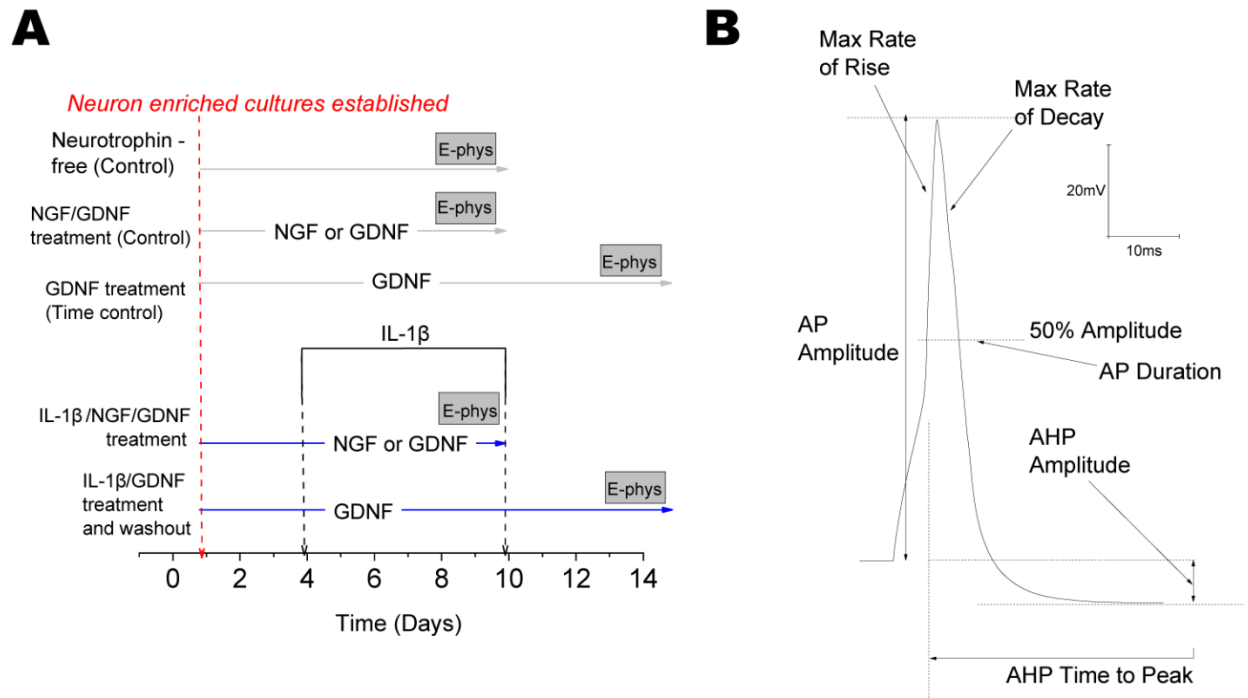 A
Neuron enriched cultures established
Neurotrophin -
free (Control)
E-phys
NGF/GDNF
treatment (Control)
E-phys
NGF or GDNF
GDNF treatment
(Time control)
E-phys
GDNF
IL-1β
IL-1β/NGF/GDNF
treatment
E-phys
NGF or GDNF
IL-1β/GDNF
treatment
and washout
E-phys
GDNF
0 2 4 6 8 10 12 14
Time (Days)
B
Max Rate
of Rise
Max Rate
of Decay
20mV
10ms
AP
Amplitude
50% Amplitude
AP Duration
AHP
Amplitude
AHP Time to Peak